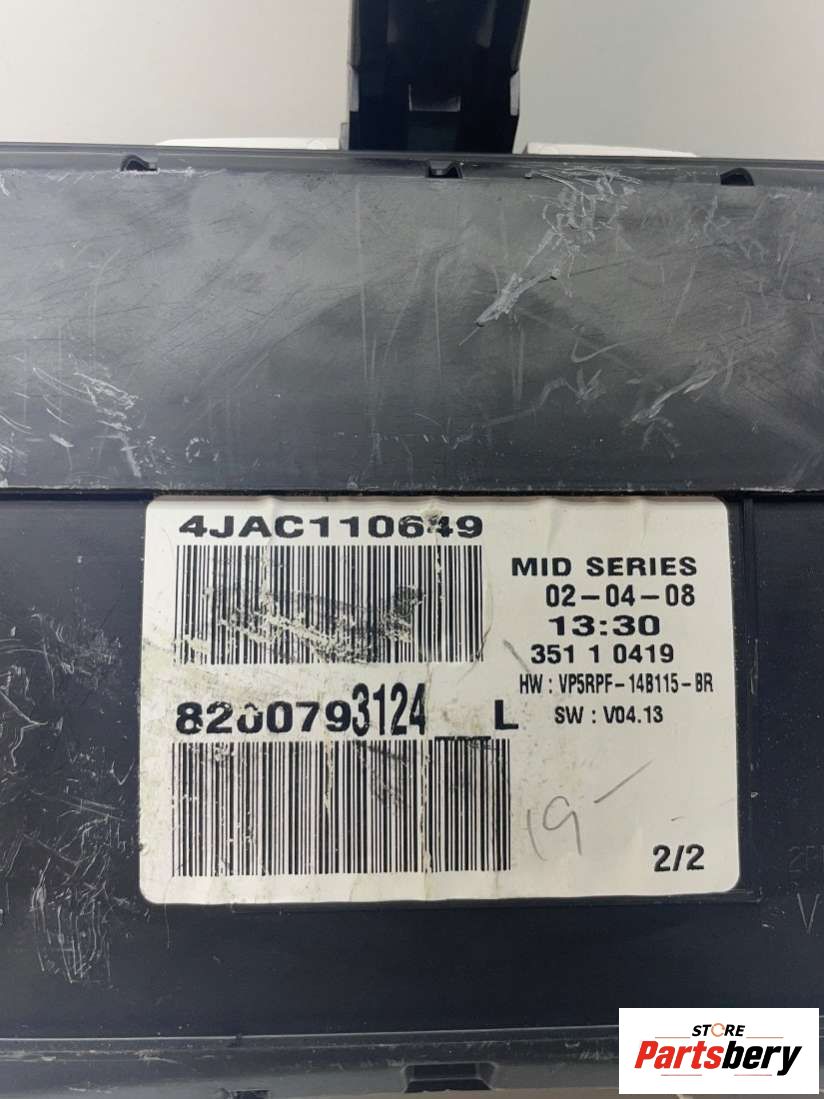 4JAC110649
MID SERIES
02-04-08
13:30
351 1 0419
HW : VP5RPF-14B115-BR
SW : V04.13
8200793124__L
19-
2/2
V
STORE
Partsbery